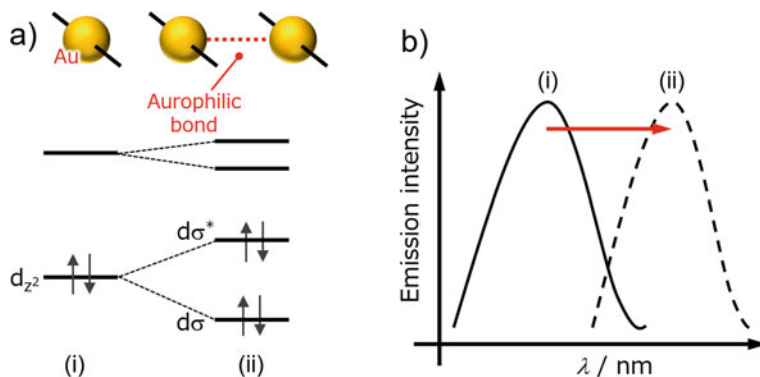 a)
Au
Aurophilic
bond
dσ*
dz²
dσ
(i)
(ii)
b)
(i)
(ii)
Emission intensity
λ / nm